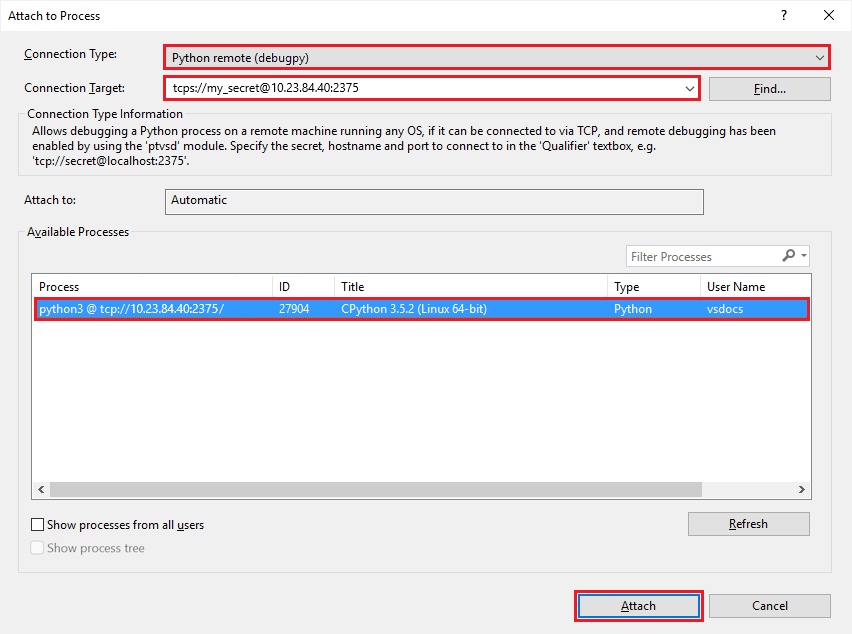 Attach to Process
?
Connection Type:
Python remote (debugpy)
Connection Target:
tcps://my_secret@10.23.84.40:2375
Find...
Connection Type Information
Allows debugging a Python process on a remote machine running any OS, if it can be connected to via TCP, and remote debugging has been
enabled by using the 'ptvsd' module. Specify the secret, hostname and port to connect to in the 'Qualifier' textbox, e.g.
'tcp://secret@localhost:2375'.
Attach to:
Automatic
Available Processes
Filter Processes
Process ID Title Type User Name
python3 @ tcp://10.23.84.40:2375/ 27904 CPython 3.5.2 (Linux 64-bit) Python vsdocs
Show processes from all users
Refresh
Show process tree
Attach
Cancel